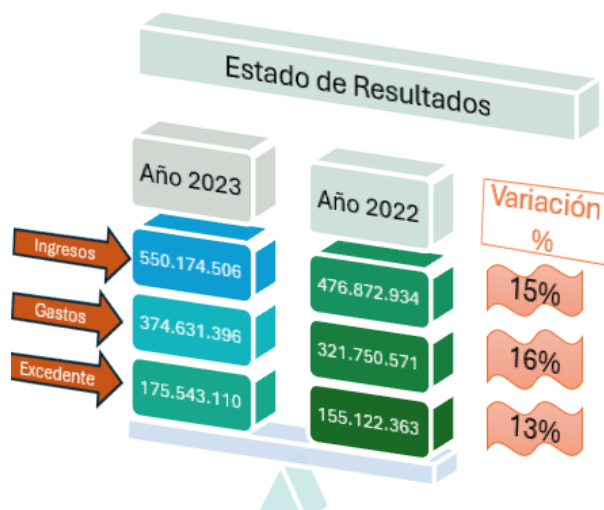 Estado de Resultados
Año 2023
Año 2022
Variación
%
Ingresos
550.174.506
476.872.934
15%
Gastos
374.631.396
321.750.571
16%
Excedente
175.543.110
155.122.363
13%